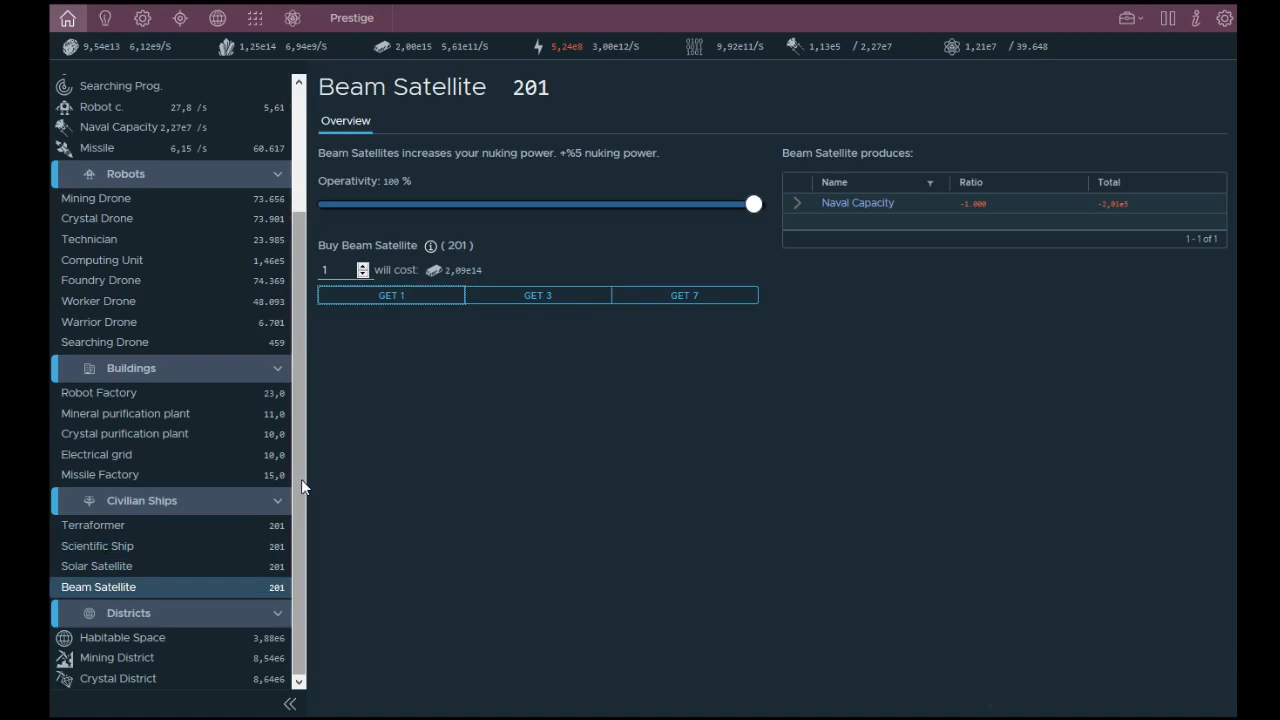 Prestige
9,54e13 6,12e9/S 1,25e14 6,94e9/S 2,00e15 5,61e11/S 5,24e8 3,00e12/S 9,92e11/S 1,13e5 / 2,27e7 1,21e7 / 39.648
Searching Prog.
Robot c. 27,8 /s 5,61
Naval Capacity 2,27e7 /s
Missile 6,15 /s 60.617
Robots
Mining Drone 73.656
Crystal Drone 73.901
Technician 23.985
Computing Unit 1,46e5
Foundry Drone 74.369
Worker Drone 48.093
Warrior Drone 6.701
Searching Drone 459
Buildings
Robot Factory 23,0
Mineral purification plant 11,0
Crystal purification plant 10,0
Electrical grid 10,0
Missile Factory 15,0
Civilian Ships
Terraformer 201
Scientific Ship 201
Solar Satellite 201
Beam Satellite 201
Districts
Habitable Space 3,88e6
Mining District 8,54e6
Crystal District 8,64e6
Beam Satellite 201
Overview
Beam Satellites increases your nuking power. +%5 nuking power.
Operativity: 100 %
Buy Beam Satellite ( 201 )
1 will cost: 2,09e14
GET 1 GET 3 GET 7
Beam Satellite produces:
Name Ratio Total
Naval Capacity -1.000 -2,01e5
1 - 1 of 1